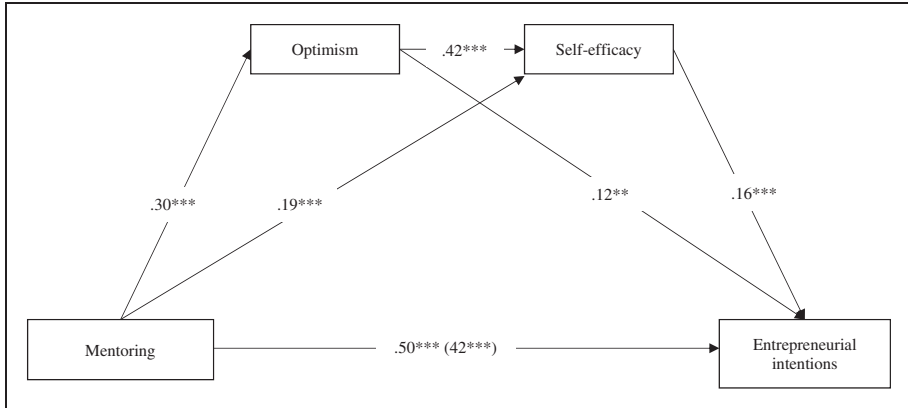 Optimism
.42***
Self-efficacy
.30***
.19***
.12**
.16***
Mentoring
.50*** (42***)
Entrepreneurial
intentions